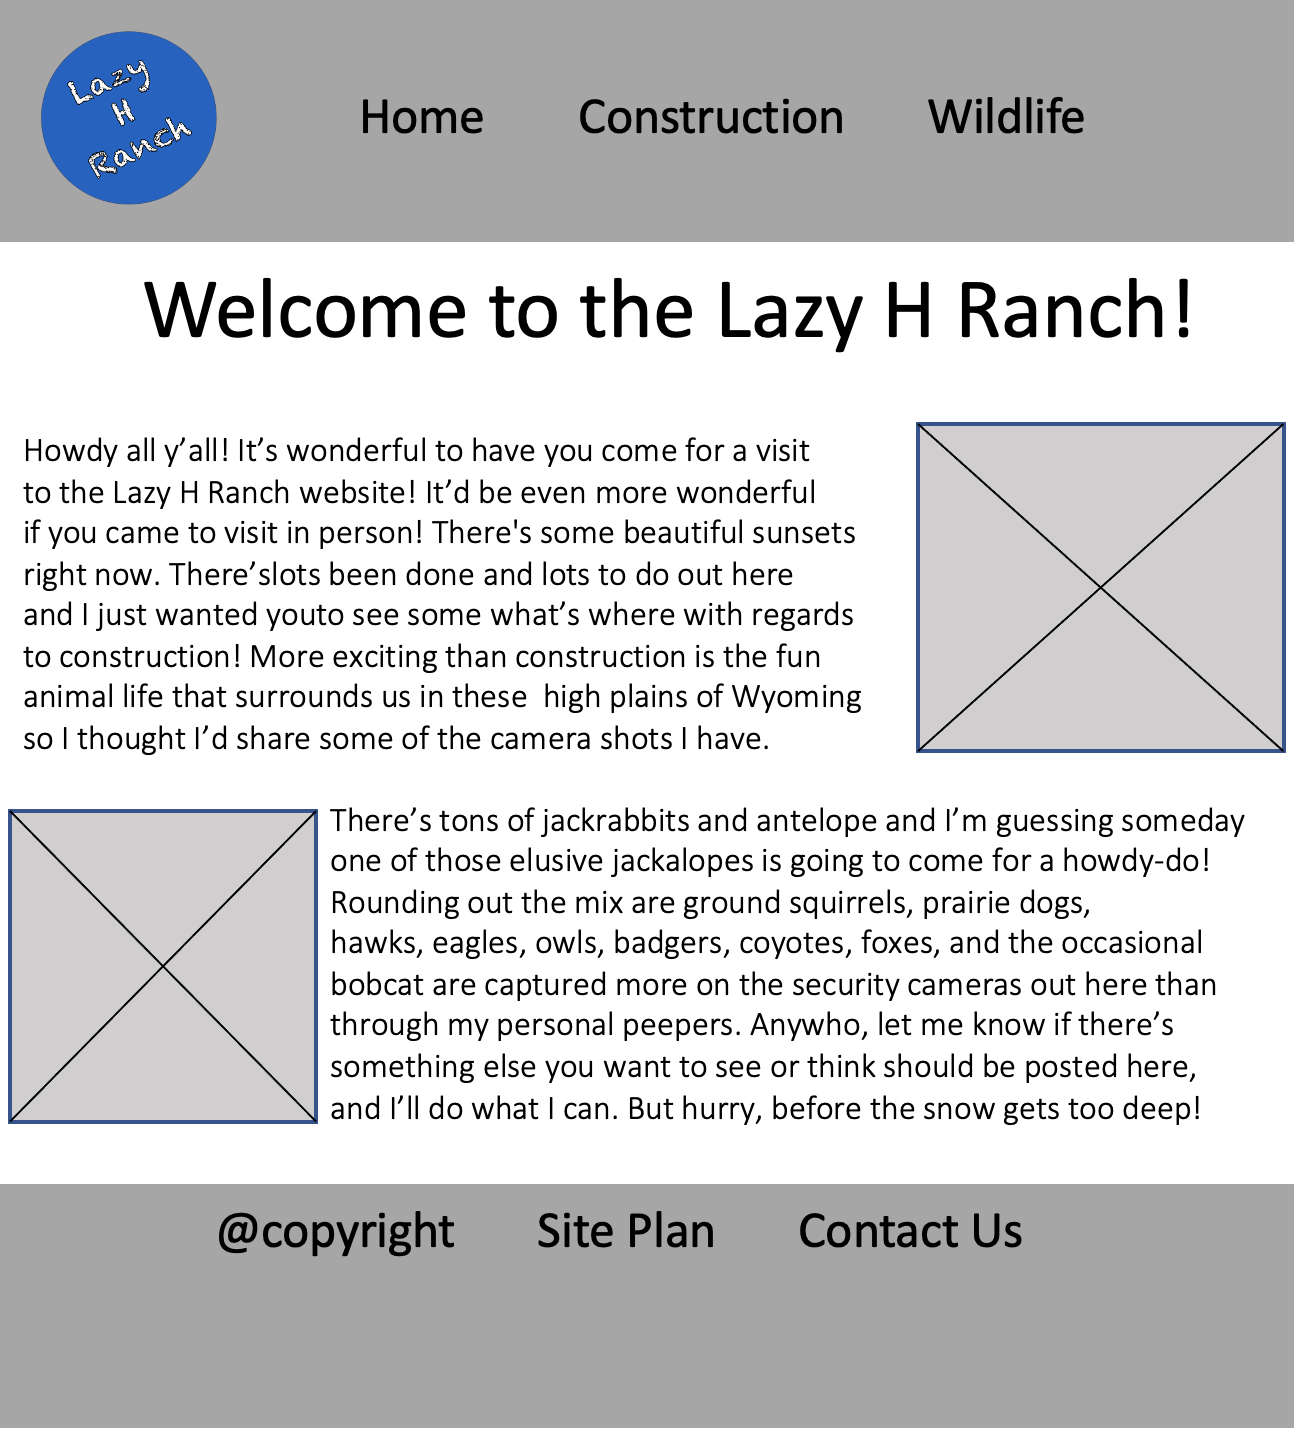 Lazy
H
Ranch
Home Construction Wildlife
Welcome to the Lazy H Ranch!
Howdy all y’all! It’s wonderful to have you come for a visit
to the Lazy H Ranch website! It’d be even more wonderful
if you came to visit in person! There's some beautiful sunsets
right now. There’slots been done and lots to do out here
and I just wanted youto see some what’s where with regards
to construction! More exciting than construction is the fun
animal life that surrounds us in these  high plains of Wyoming
so I thought I’d share some of the camera shots I have.
There’s tons of jackrabbits and antelope and I’m guessing someday
one of those elusive jackalopes is going to come for a howdy-do!
Rounding out the mix are ground squirrels, prairie dogs,
hawks, eagles, owls, badgers, coyotes, foxes, and the occasional
bobcat are captured more on the security cameras out here than
through my personal peepers. Anywho, let me know if there’s
something else you want to see or think should be posted here,
and I’ll do what I can. But hurry, before the snow gets too deep!
@copyright Site Plan Contact Us